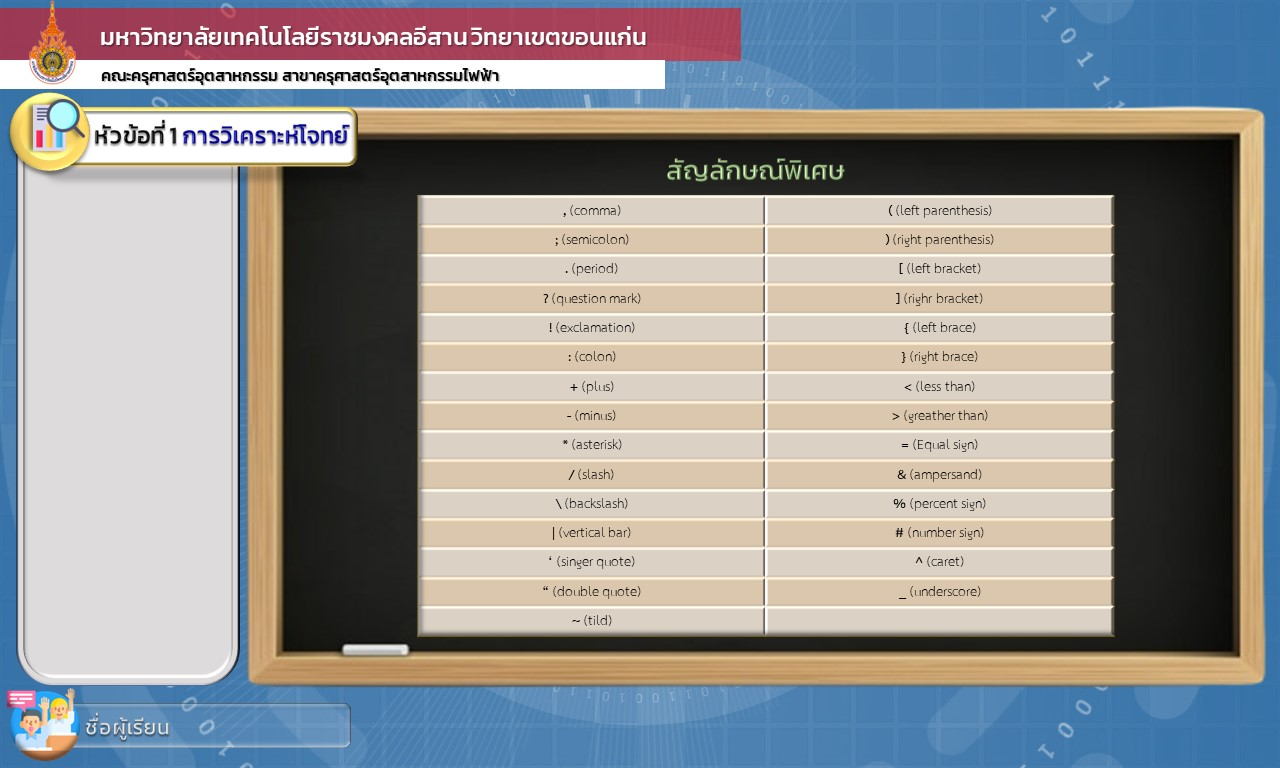 มหาวิทยาลัยเทคโนโลยีราชมงคลอีสาน วิทยาเขตขอนแก่น
คณะครุศาสตร์อุตสาหกรรม สาขาครุศาสตร์อุตสาหกรรมไฟฟ้า
หัวข้อที่ 1 การวิเคราะห์โจทย์
สัญลักษณ์พิเศษ
, (comma) ( (left parenthesis)
; (semicolon) ) (right parenthesis)
. (period) [ (left bracket)
? (question mark) ] (righr bracket)
! (exclamation) { (left brace)
: (colon) } (right brace)
+ (plus) < (less than)
- (minus) > (greather than)
* (asterisk) = (Equal sign)
/ (slash) & (ampersand)
\ (backslash) % (percent sign)
| (vertical bar) # (number sign)
‘ (singer quote) ^ (caret)
“ (double quote) _ (underscore)
~ (tild)
ชื่อผู้เรียน